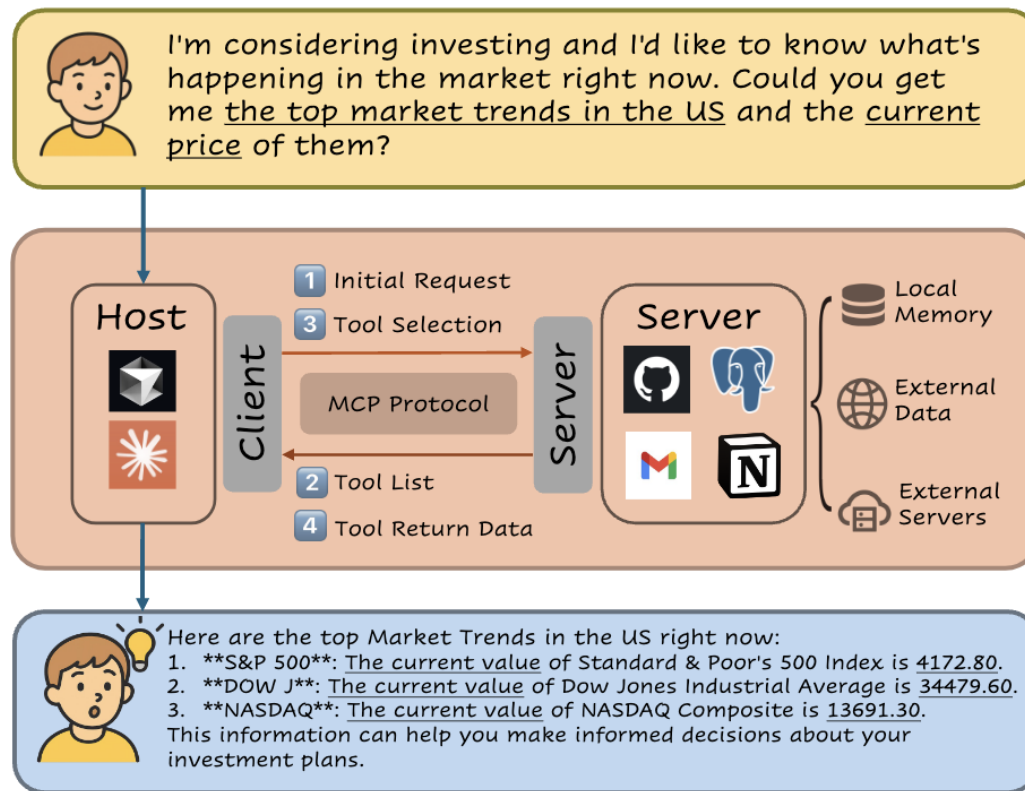 I'm considering investing and I'd like to know what's
happening in the market right now. Could you get
me the top market trends in the US and the current
price of them?
Host
Client
1 Initial Request
3 Tool Selection
MCP Protocol
2 Tool List
4 Tool Return Data
Server
Server
N
Local
Memory
External
Data
External
Servers
Here are the top Market Trends in the US right now:
1. **S&P 500**: The current value of Standard & Poor's 500 Index is 4172.80.
2. **DOW J**: The current value of Dow Jones Industrial Average is 34479.60.
3. **NASDAQ**: The current value of NASDAQ Composite is 13691.30.
This information can help you make informed decisions about your
investment plans.